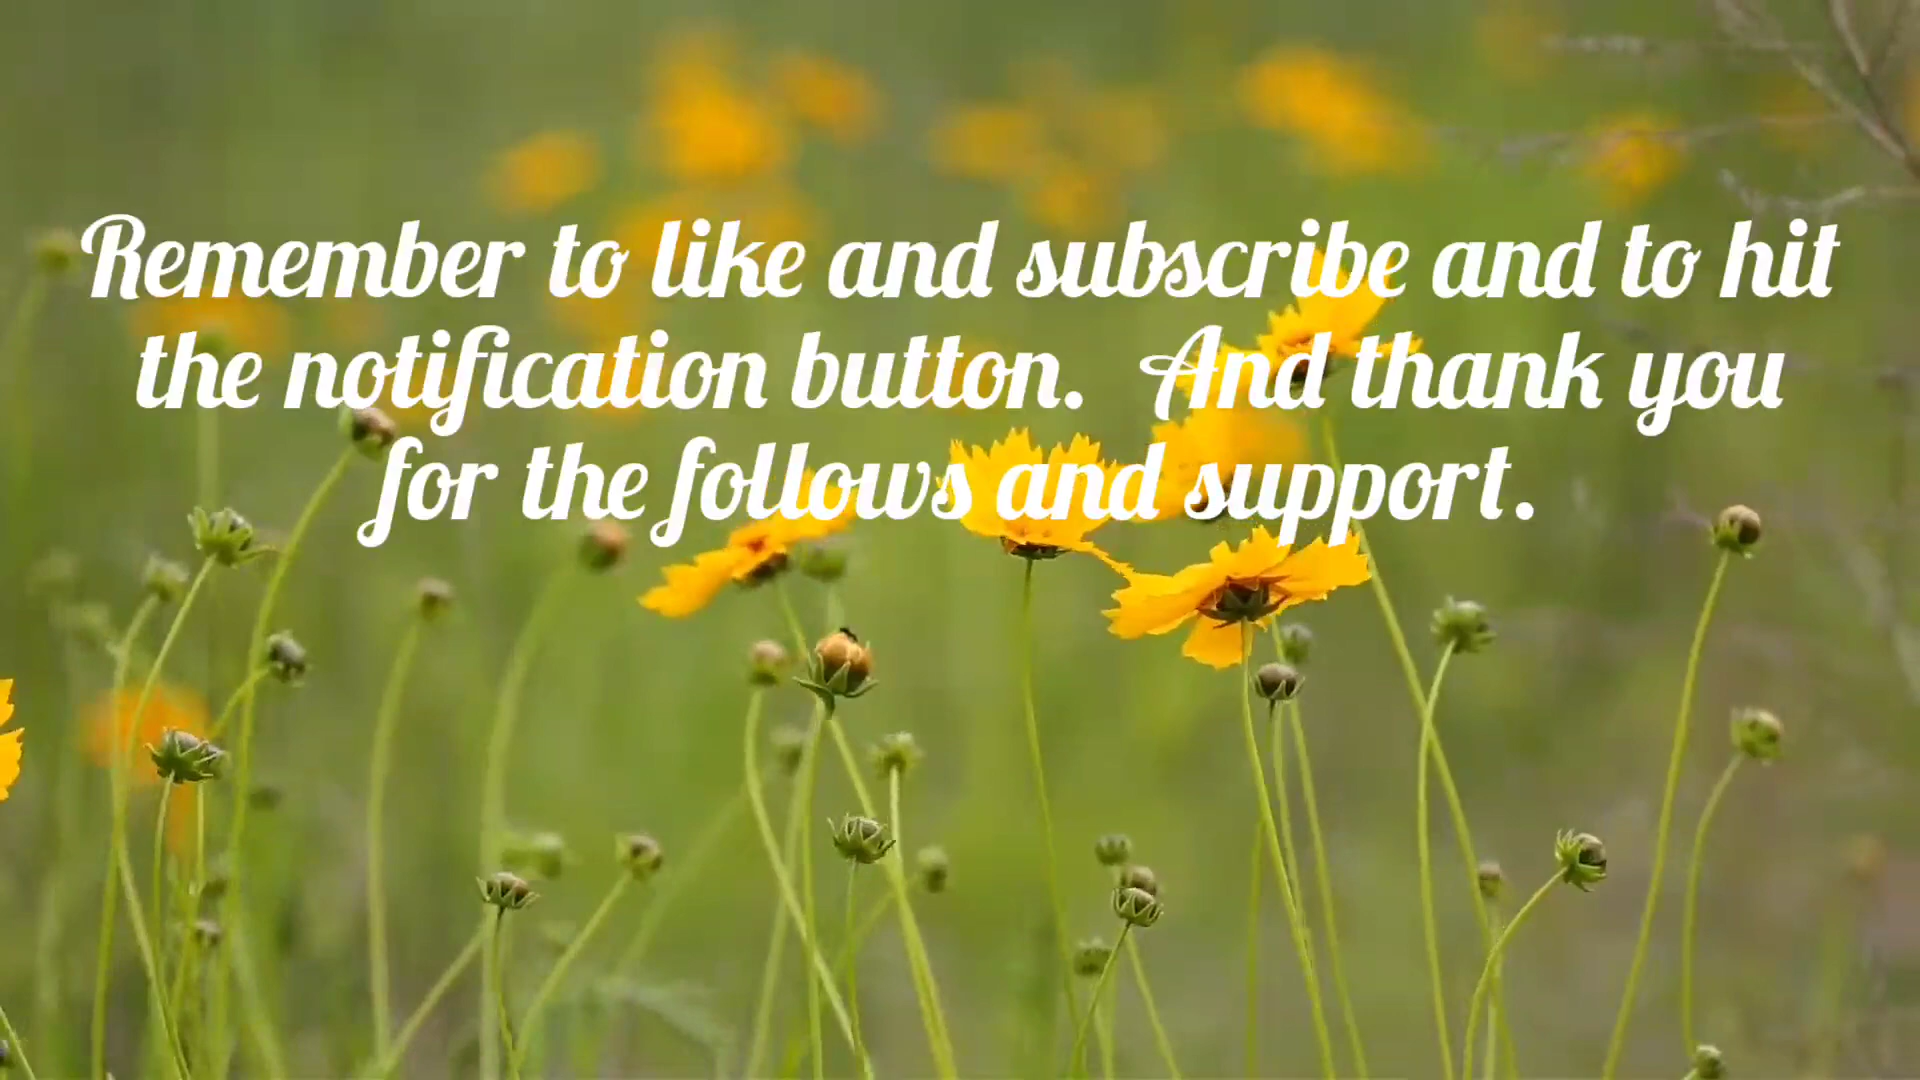 Remember to like and subscribe and to hit
the notification button.  And thank you
for the follows and support.